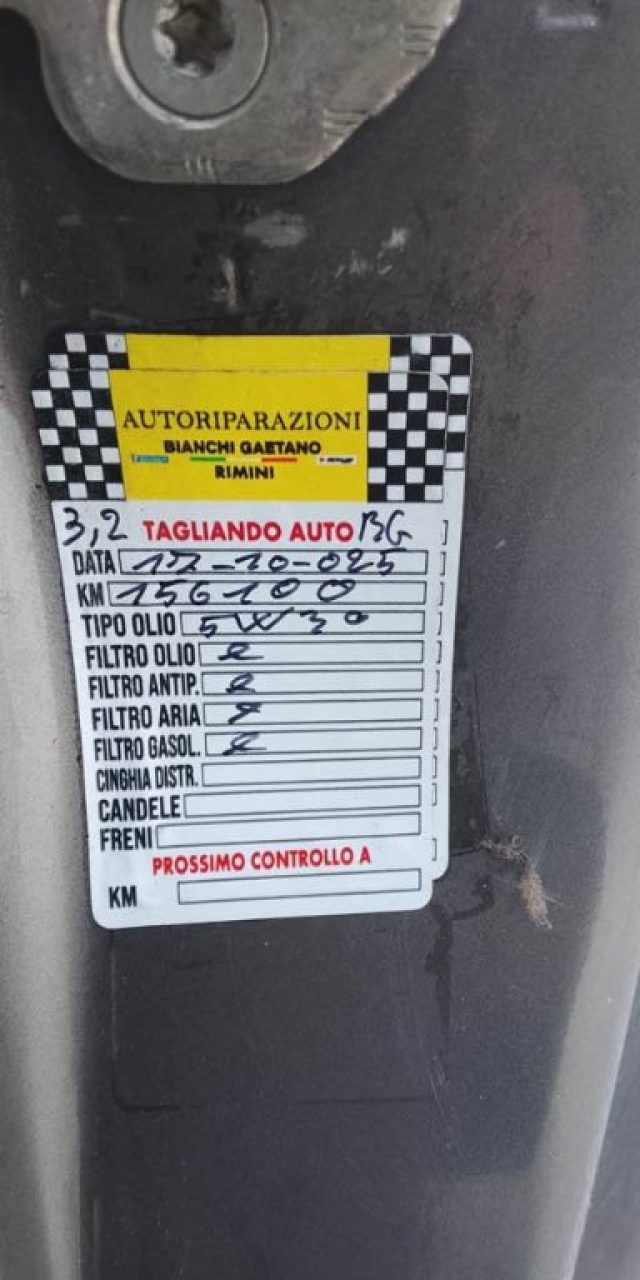 AUTORIPARAZIONI
BIANCHI GAETANO
RIMINI
3,2 TAGLIANDO AUTO BG
DATA 17-10-025
KM 156100
TIPO OLIO 5W30
FILTRO OLIO
FILTRO ANTIP.
FILTRO ARIA
FILTRO GASOL.
CINGHIA DISTR.
CANDELE
FRENI
PROSSIMO CONTROLLO A
KM